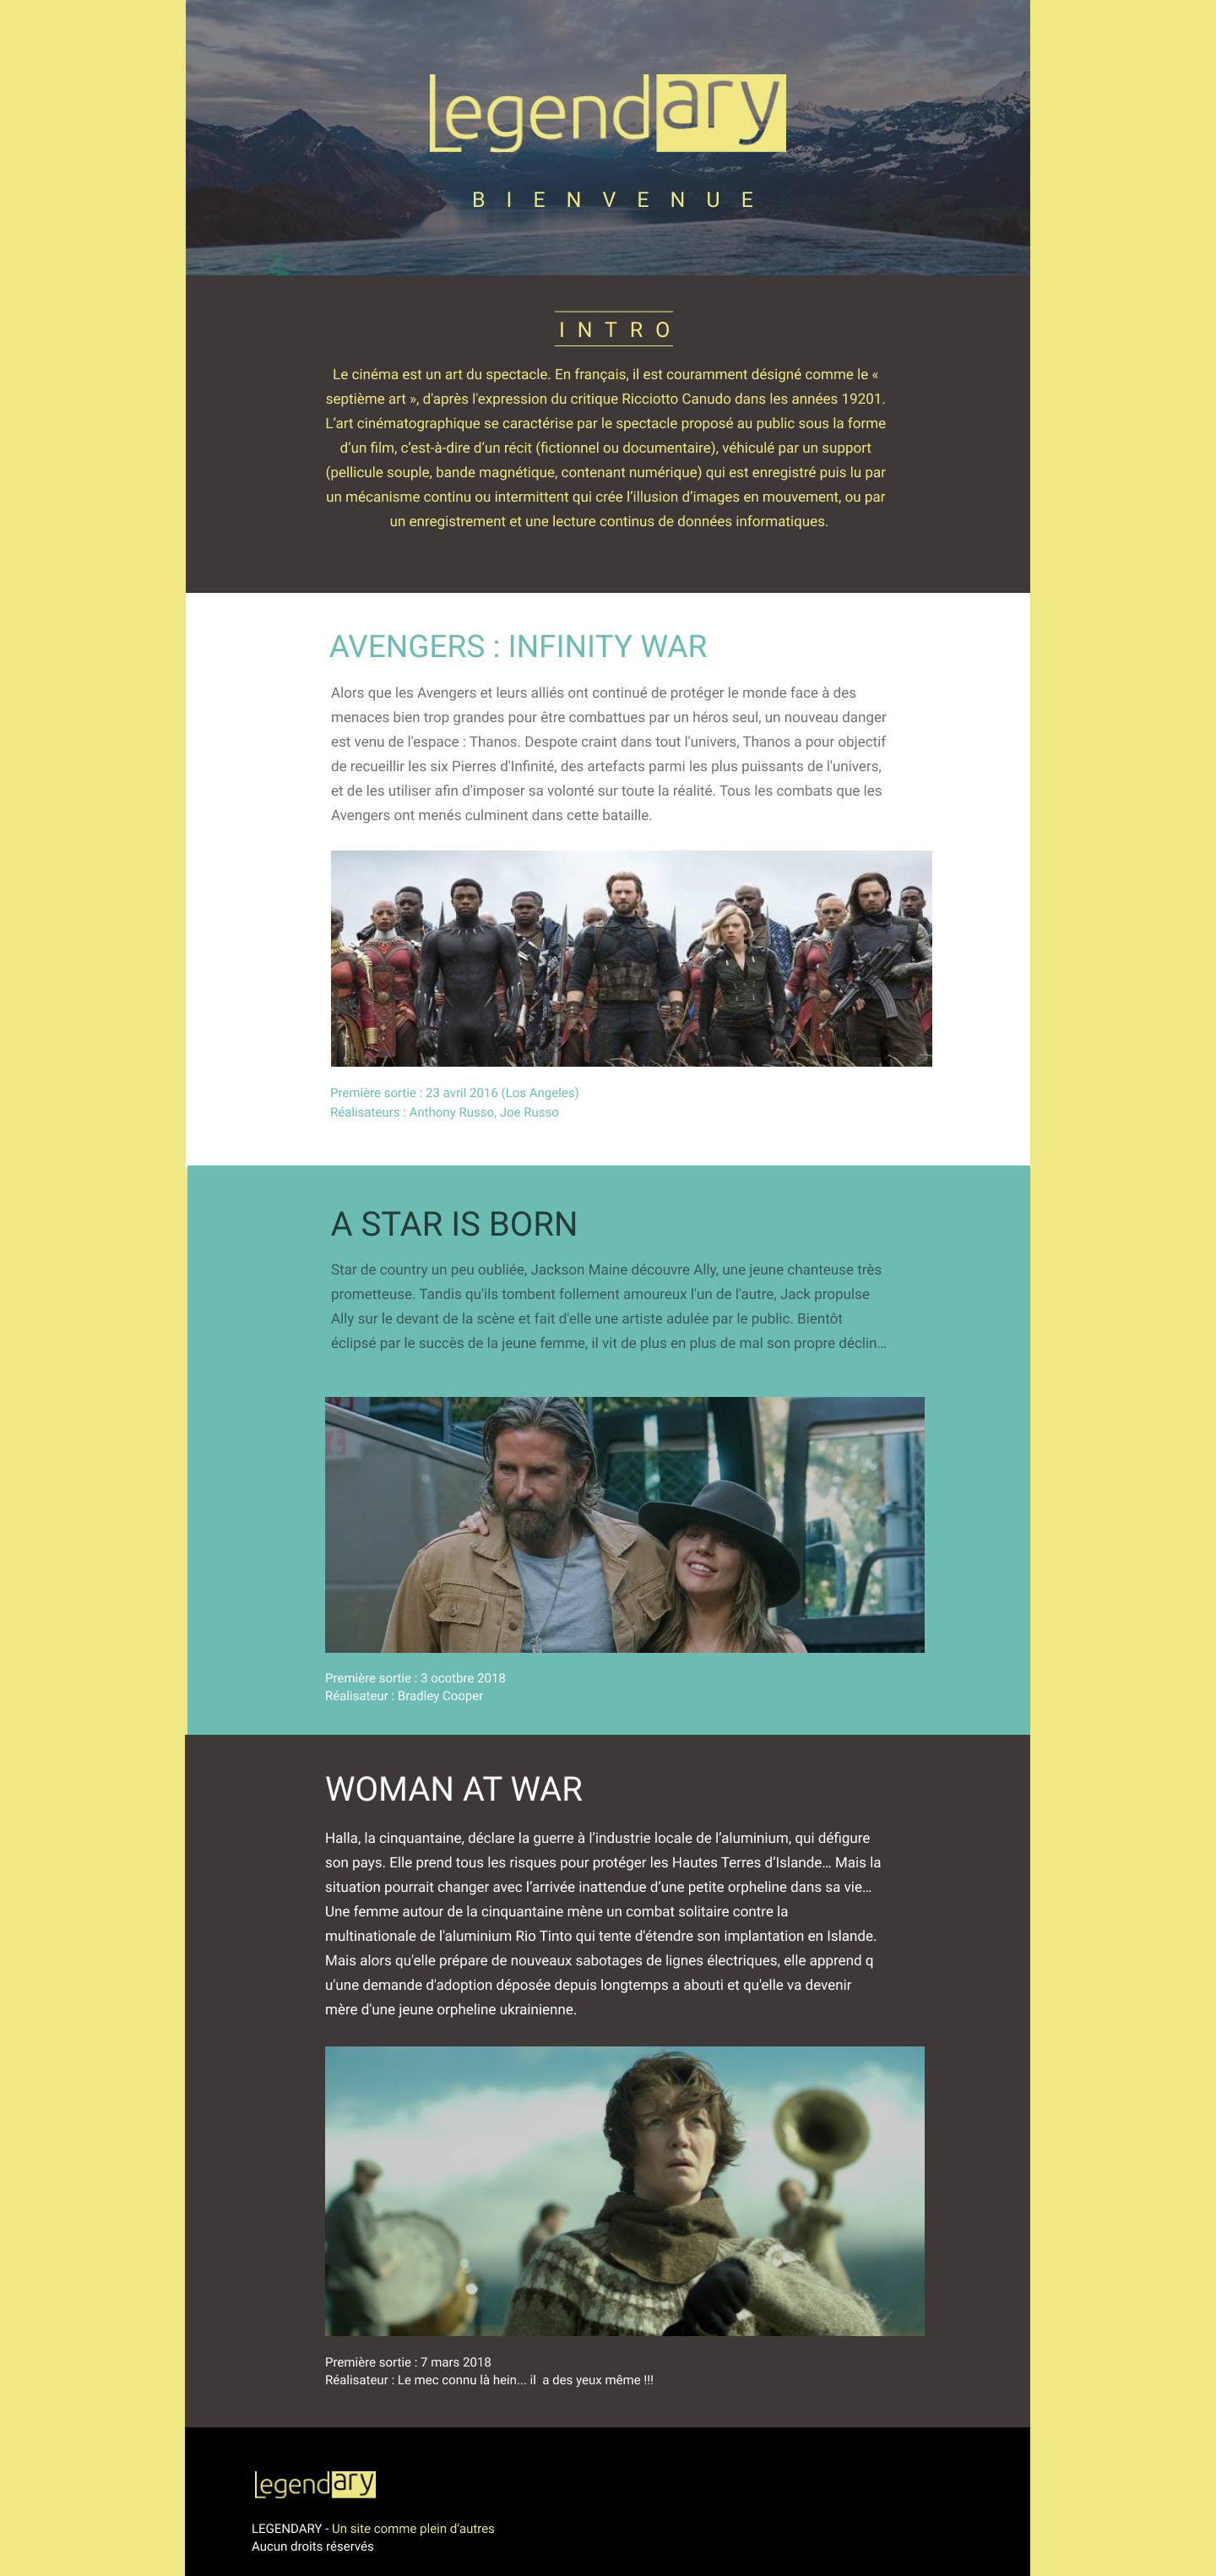 Legendary
BIENVENUE
INTRO
Le cinéma est un art du spectacle. En français, il est couramment désigné comme le «
septième art », d'après l'expression du critique Ricciotto Canudo dans les années 19201.
L’art cinématographique se caractérise par le spectacle proposé au public sous la forme
d’un film, c’est-à-dire d’un récit (fictionnel ou documentaire), véhiculé par un support
(pellicule souple, bande magnétique, contenant numérique) qui est enregistré puis lu par
un mécanisme continu ou intermittent qui crée l’illusion d’images en mouvement, ou par
un enregistrement et une lecture continus de données informatiques.
AVENGERS : INFINITY WAR
Alors que les Avengers et leurs alliés ont continué de protéger le monde face à des
menaces bien trop grandes pour être combattues par un héros seul, un nouveau danger
est venu de l'espace : Thanos. Despote craint dans tout l'univers, Thanos a pour objectif
de recueillir les six Pierres d'Infinité, des artefacts parmi les plus puissants de l'univers,
et de les utiliser afin d'imposer sa volonté sur toute la réalité. Tous les combats que les
Avengers ont menés culminent dans cette bataille.
Première sortie : 23 avril 2016 (Los Angeles)
Réalisateurs : Anthony Russo, Joe Russo
A STAR IS BORN
Star de country un peu oubliée, Jackson Maine découvre Ally, une jeune chanteuse très
prometteuse. Tandis qu'ils tombent follement amoureux l'un de l'autre, Jack propulse
Ally sur le devant de la scène et fait d'elle une artiste adulée par le public. Bientôt
éclipsé par le succès de la jeune femme, il vit de plus en plus de mal son propre déclin…
Première sortie : 3 ocotbre 2018
Réalisateur : Bradley Cooper
WOMAN AT WAR
Halla, la cinquantaine, déclare la guerre à l’industrie locale de l’aluminium, qui défigure
son pays. Elle prend tous les risques pour protéger les Hautes Terres d’Islande… Mais la
situation pourrait changer avec l’arrivée inattendue d’une petite orpheline dans sa vie…
Une femme autour de la cinquantaine mène un combat solitaire contre la
multinationale de l'aluminium Rio Tinto qui tente d'étendre son implantation en Islande.
Mais alors qu'elle prépare de nouveaux sabotages de lignes électriques, elle apprend q
u'une demande d'adoption déposée depuis longtemps a abouti et qu'elle va devenir
mère d'une jeune orpheline ukrainienne.
Première sortie : 7 mars 2018
Réalisateur : Le mec connu là hein... il a des yeux même !!!
Legendary
LEGENDARY - Un site comme plein d’autres
Aucun droits réservés